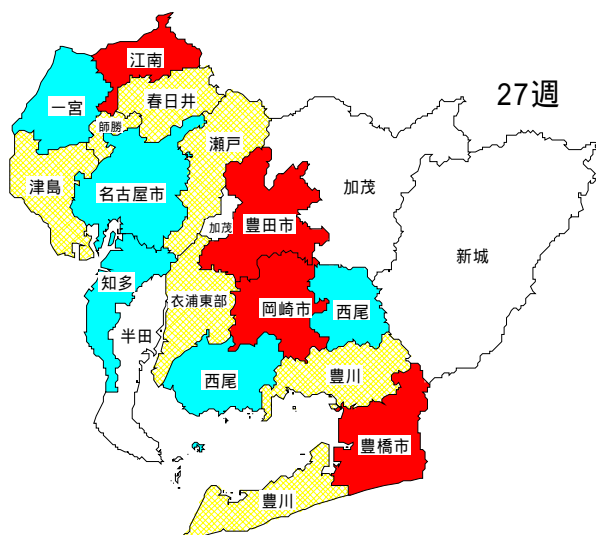 江南
27週
一宮
春日井
師勝
瀬戸
津島
名古屋市
加茂
加茂
豊田市
新城
知多
衣浦東部
岡崎市
西尾
半田
西尾
豊川
豊橋市
豊川